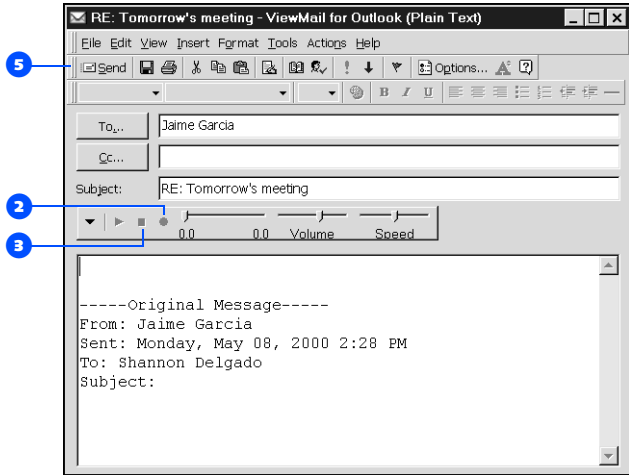 RE: Tomorrow's meeting - ViewMail for Outlook (Plain Text)
File Edit View Insert Format Tools Actions Help
5
Send Options... A
B I U
To... Jaime Garcia
Cc...
Subject: RE: Tomorrow's meeting
2
3
0.0 0.0 Volume Speed
-----Original Message-----
From: Jaime Garcia
Sent: Monday, May 08, 2000 2:28 PM
To: Shannon Delgado
Subject: